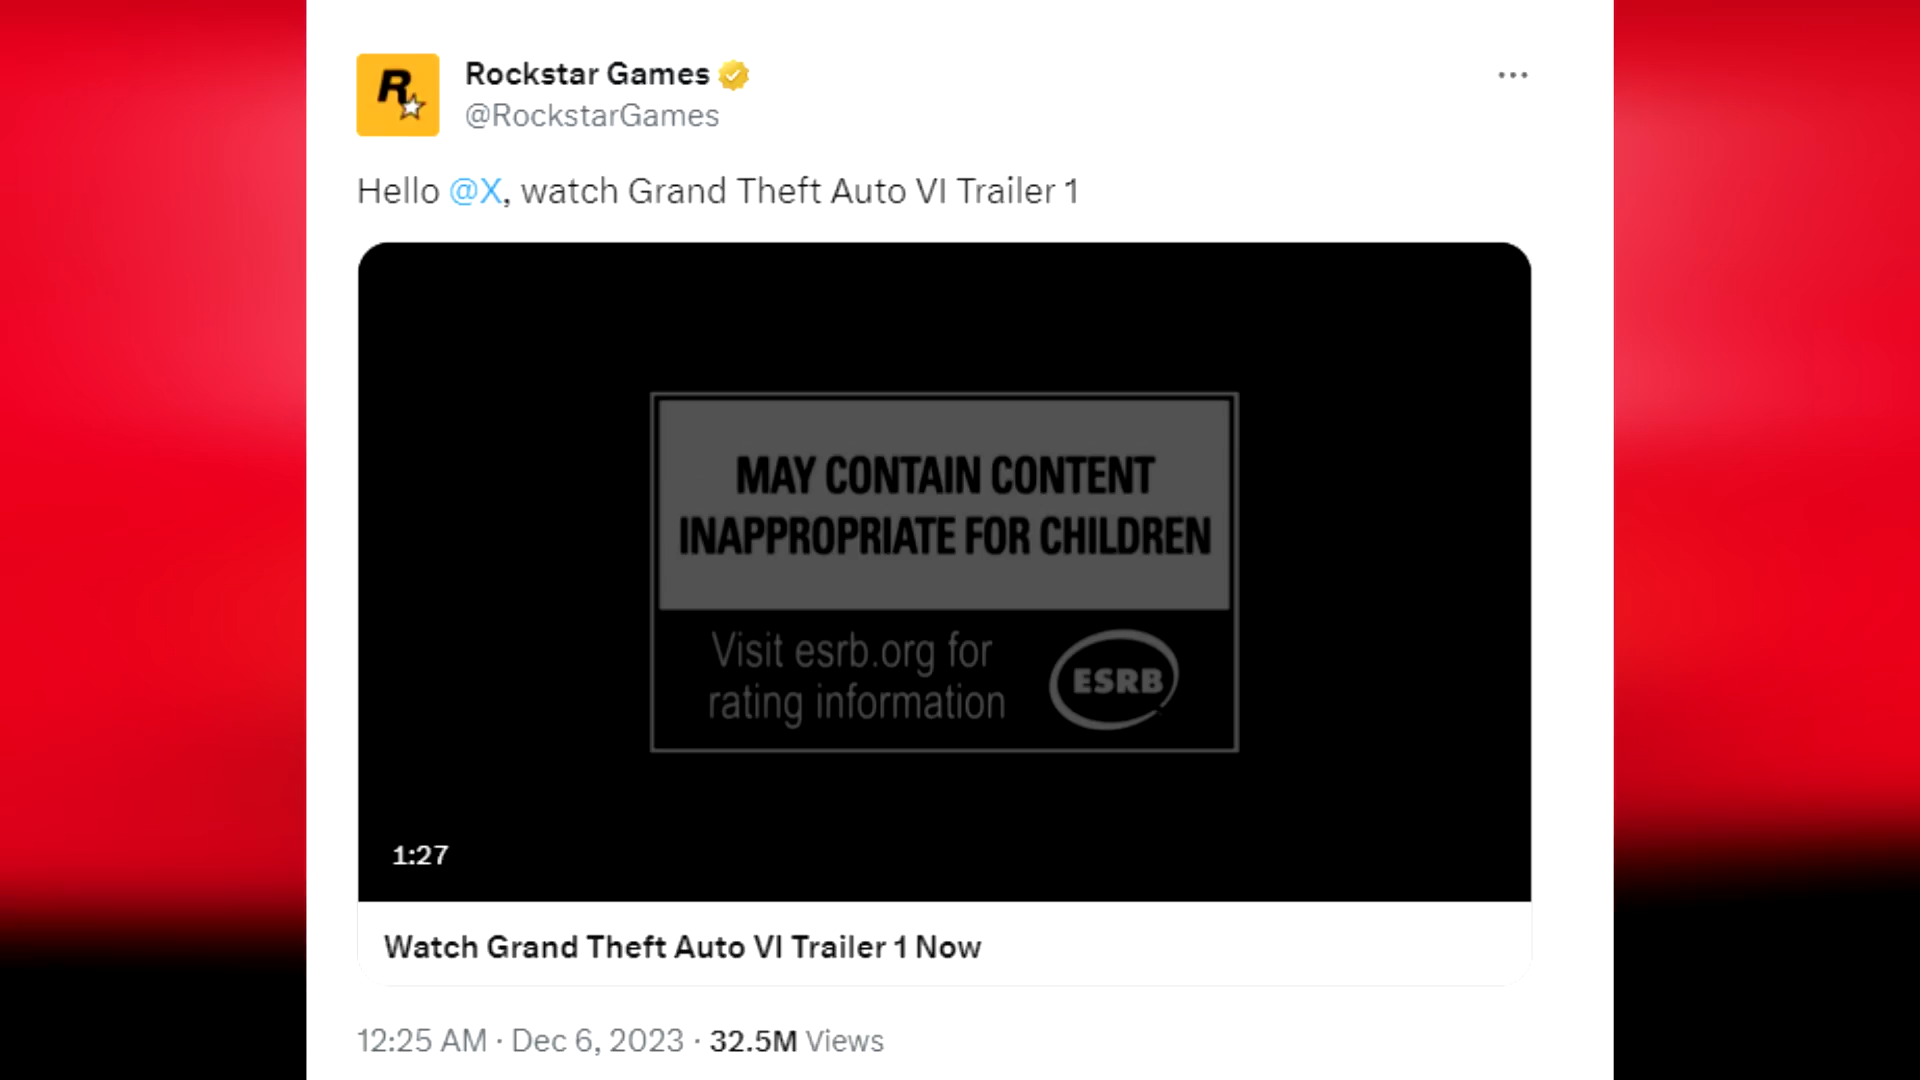 R
Rockstar Games
@RockstarGames
Hello @X, watch Grand Theft Auto VI Trailer 1
MAY CONTAIN CONTENT
INAPPROPRIATE FOR CHILDREN
Visit esrb.org for
rating information
ESRB
1:27
Watch Grand Theft Auto VI Trailer 1 Now
12:25 AM · Dec 6, 2023 · 32.5M Views